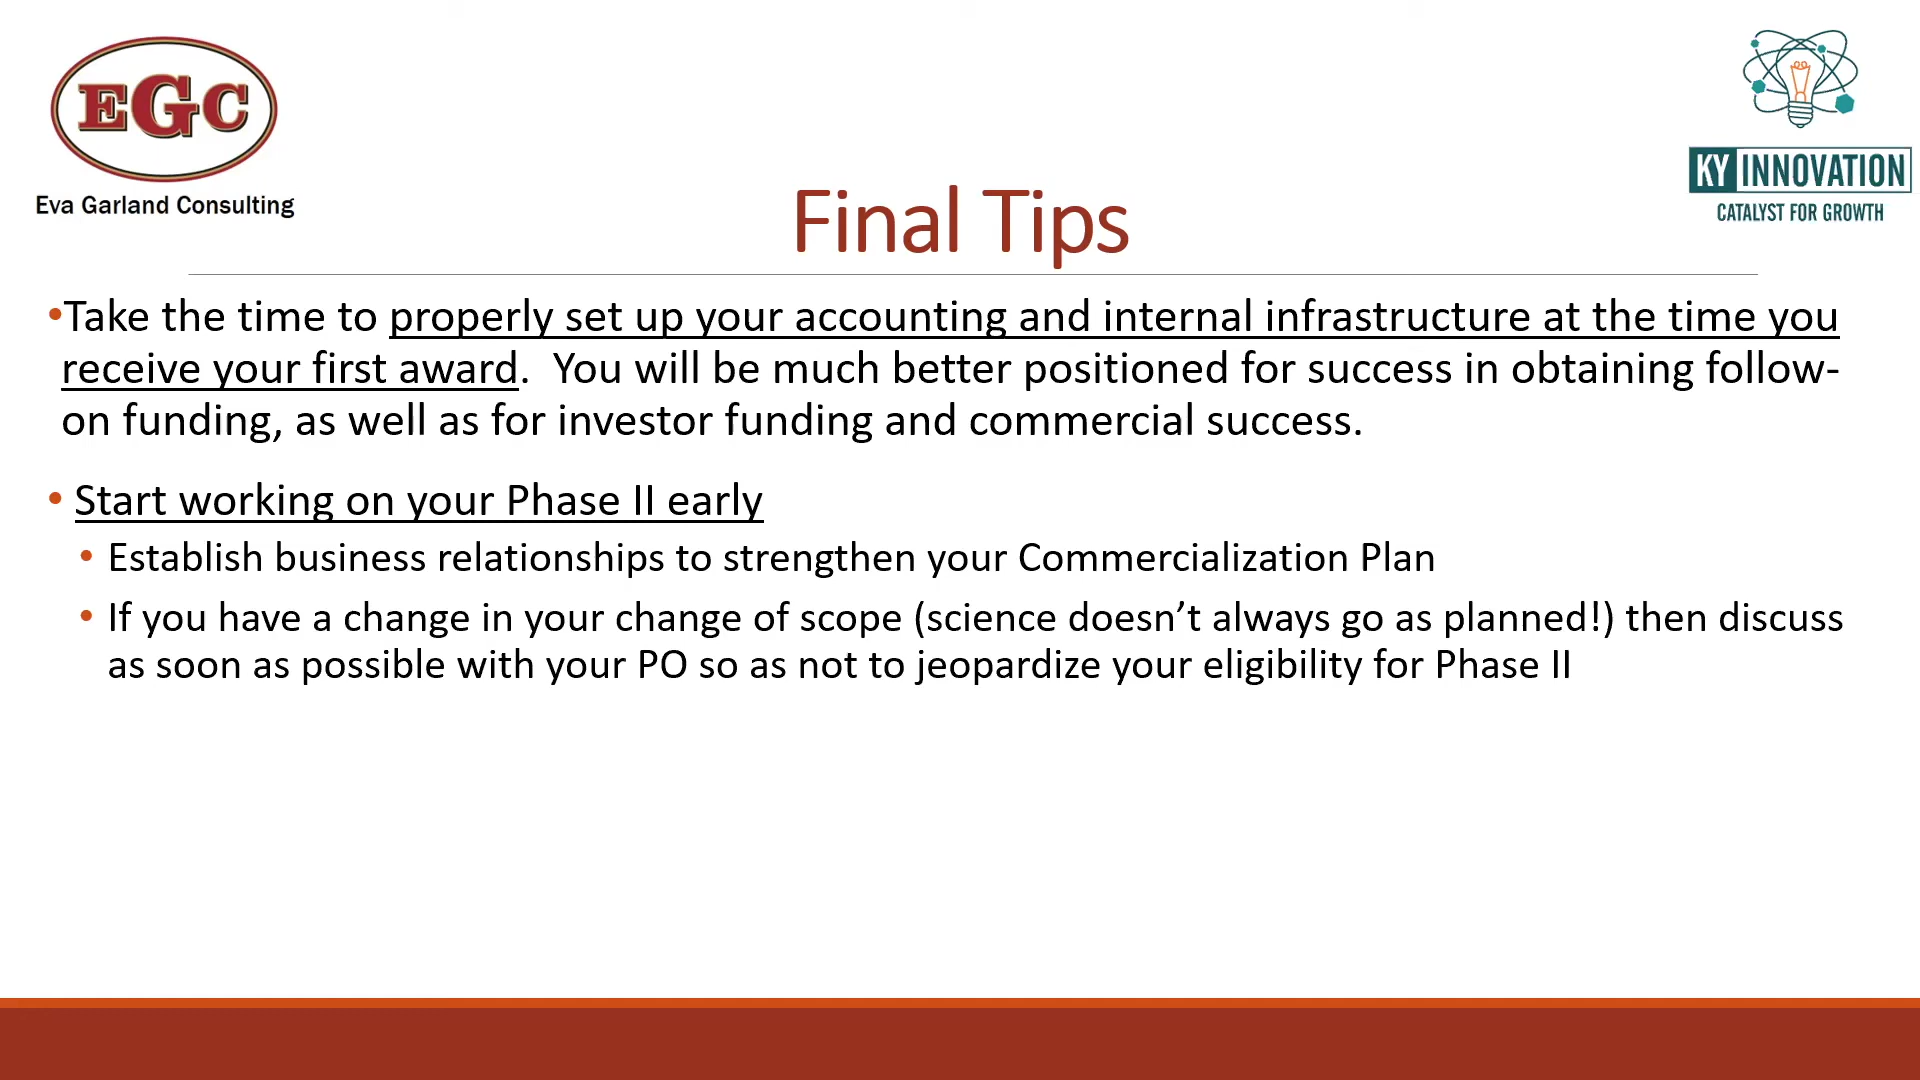 EGC
Eva Garland Consulting
KY INNOVATION
CATALYST FOR GROWTH
Final Tips
•Take the time to properly set up your accounting and internal infrastructure at the time you
receive your first award.  You will be much better positioned for success in obtaining follow-
on funding, as well as for investor funding and commercial success.
• Start working on your Phase II early
• Establish business relationships to strengthen your Commercialization Plan
• If you have a change in your change of scope (science doesn’t always go as planned!) then discuss
as soon as possible with your PO so as not to jeopardize your eligibility for Phase II